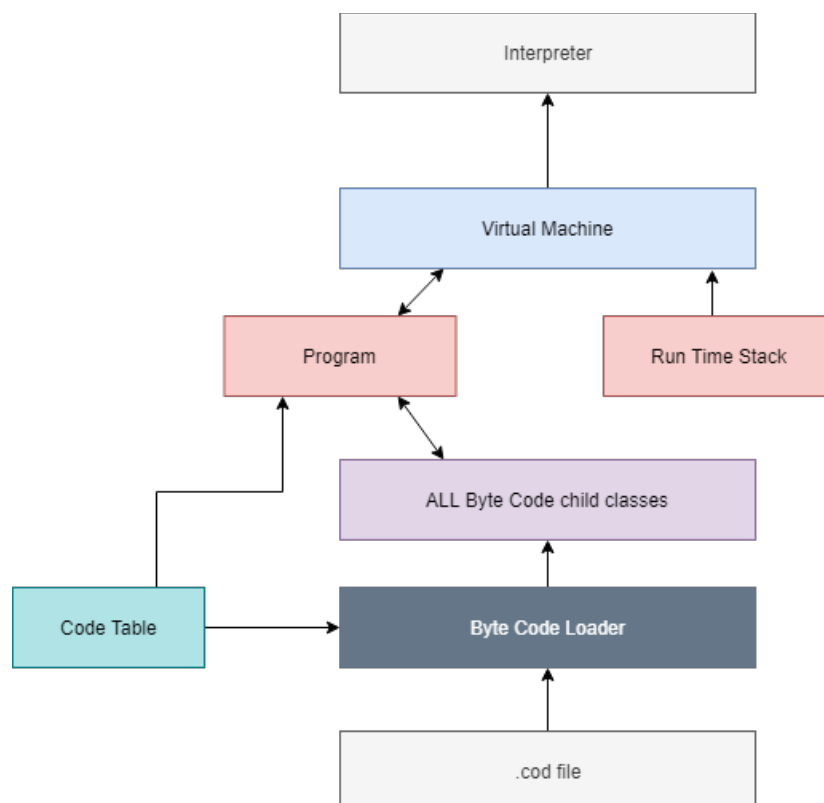 Interpreter
Virtual Machine
Program
Run Time Stack
ALL Byte Code child classes
Code Table
Byte Code Loader
.cod file